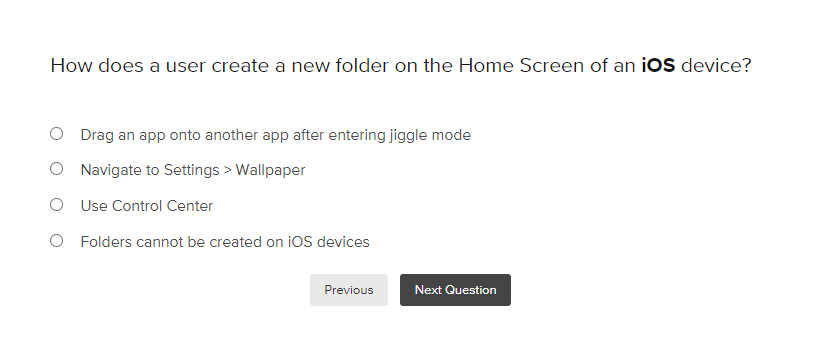 How does a user create a new folder on the Home Screen of an iOS device?
Drag an app onto another app after entering jiggle mode
Navigate to Settings > Wallpaper
Use Control Center
Folders cannot be created on iOS devices
Previous
Next Question